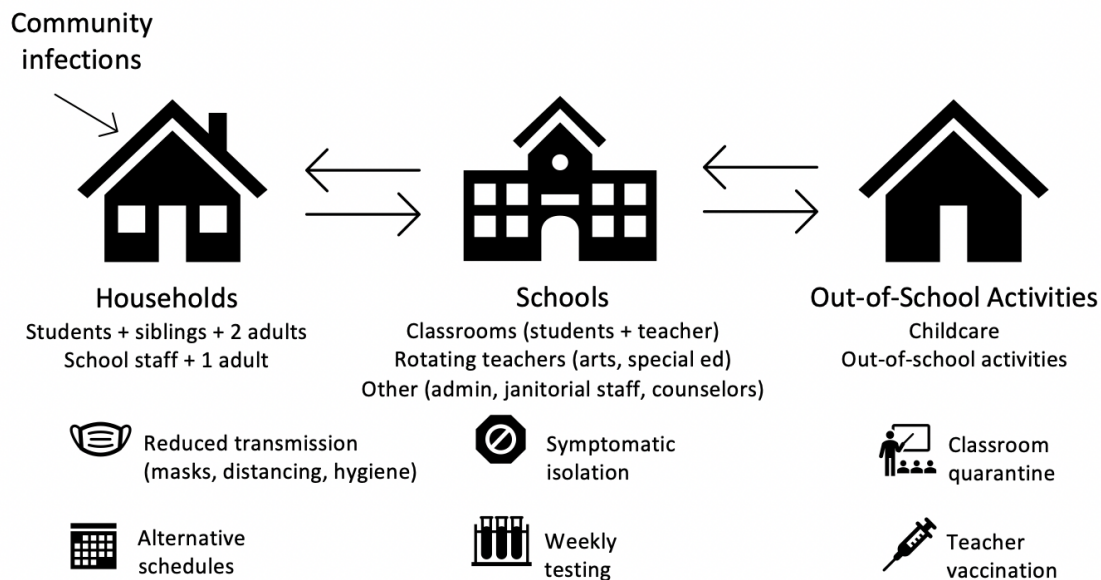 Community
infections
Households
Students + siblings + 2 adults
School staff + 1 adult
Schools
Classrooms (students + teacher)
Rotating teachers (arts, special ed)
Other (admin, janitorial staff, counselors)
Out-of-School Activities
Childcare
Out-of-school activities
Reduced transmission
(masks, distancing, hygiene)
Symptomatic
isolation
Classroom
quarantine
Alternative
schedules
Weekly
testing
Teacher
vaccination